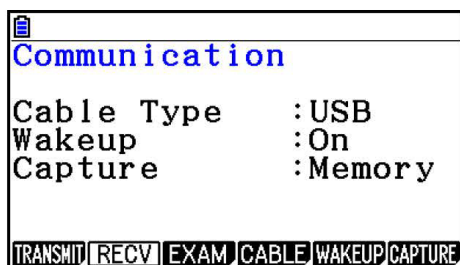 Communication
Cable Type :USB
Wakeup :On
Capture :Memory
TRANSMIT RECV EXAM CABLE WAKEUP CAPTURE